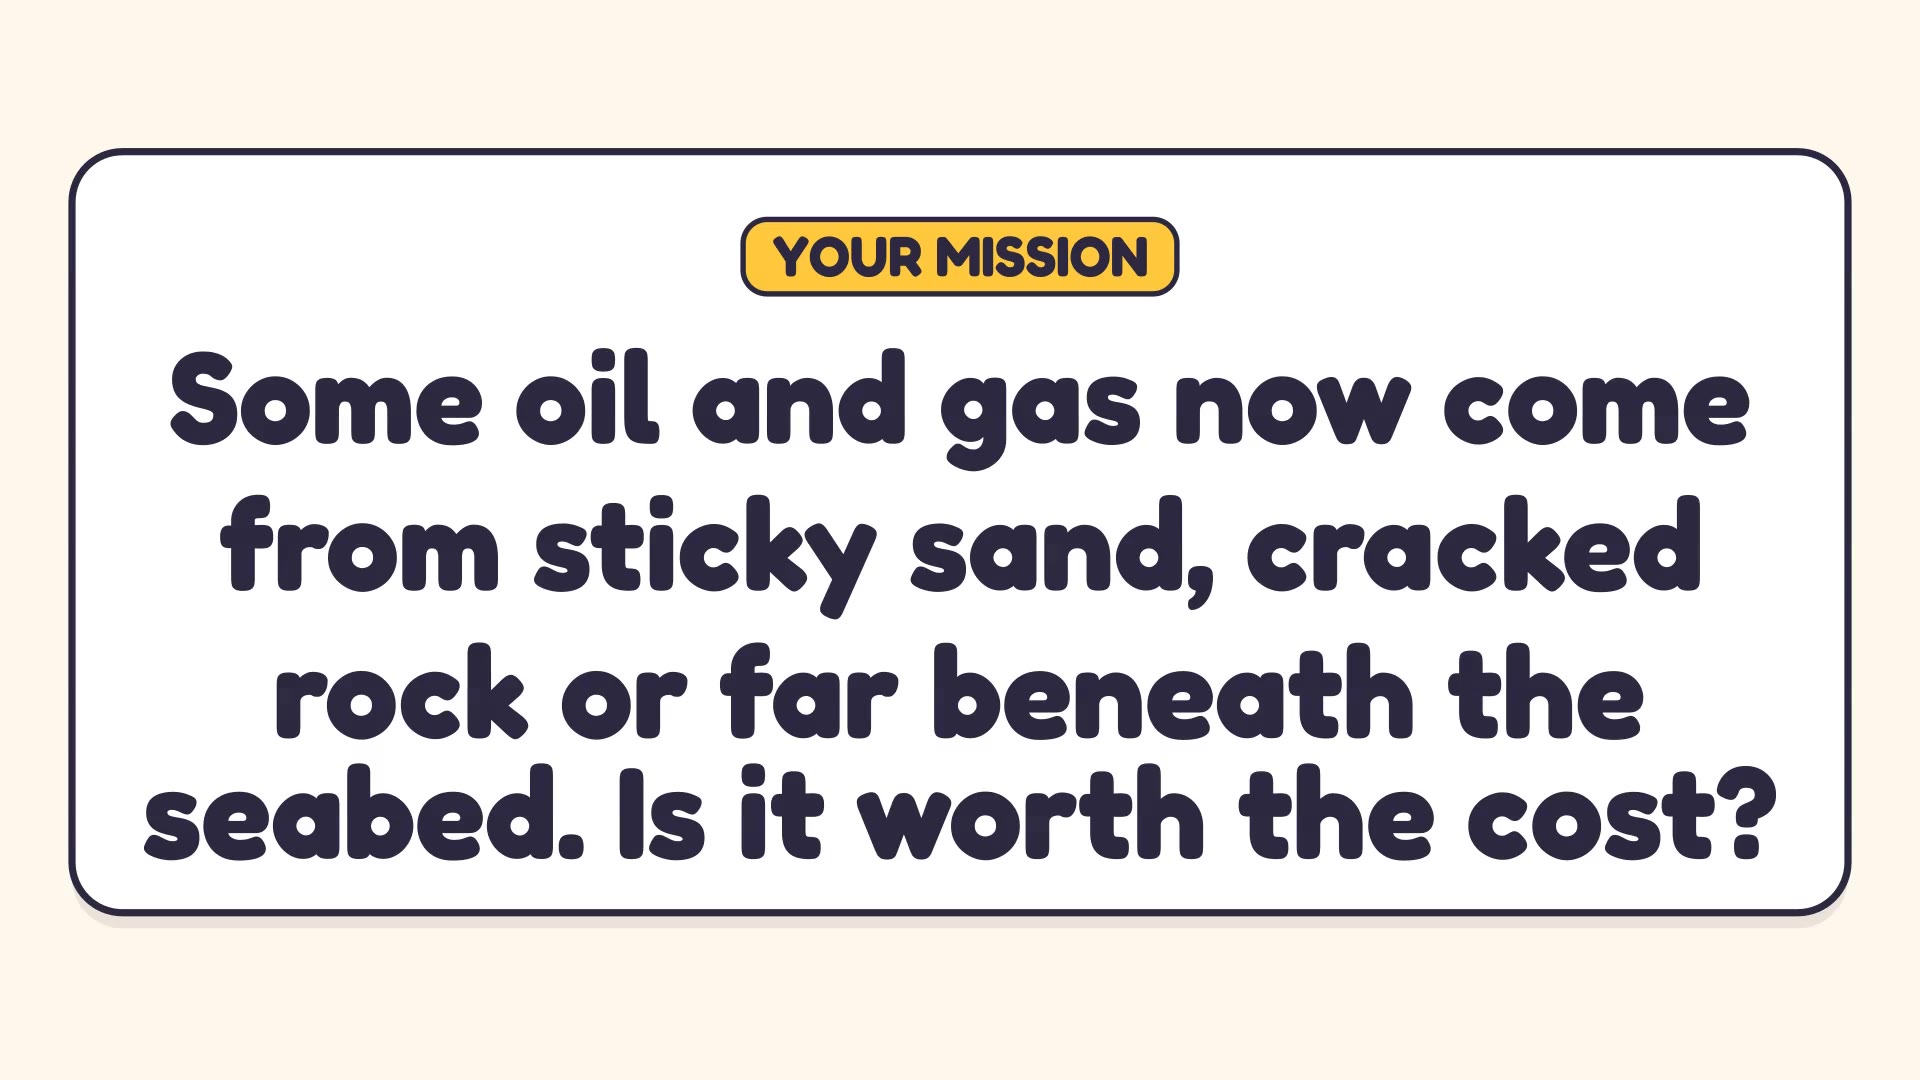 YOUR MISSION
Some oil and gas now come
from sticky sand, cracked
rock or far beneath the
seabed. Is it worth the cost?